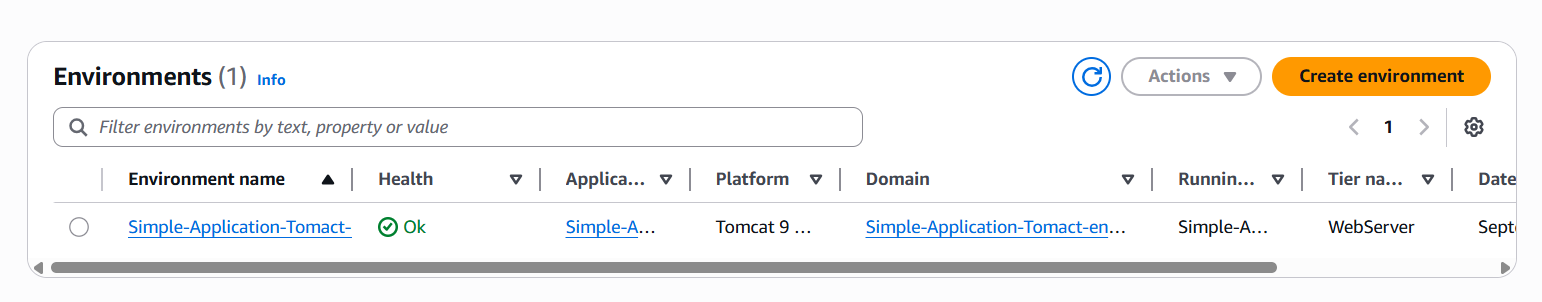 Environments (1) Info
Actions
Create environment
Filter environments by text, property or value
1
Environment name Health Applica... Platform Domain Runnin... Tier na... Date
Simple-Application-Tomact- Ok Simple-A... Tomcat 9 ... Simple-Application-Tomact-en... Simple-A... WebServer Septe